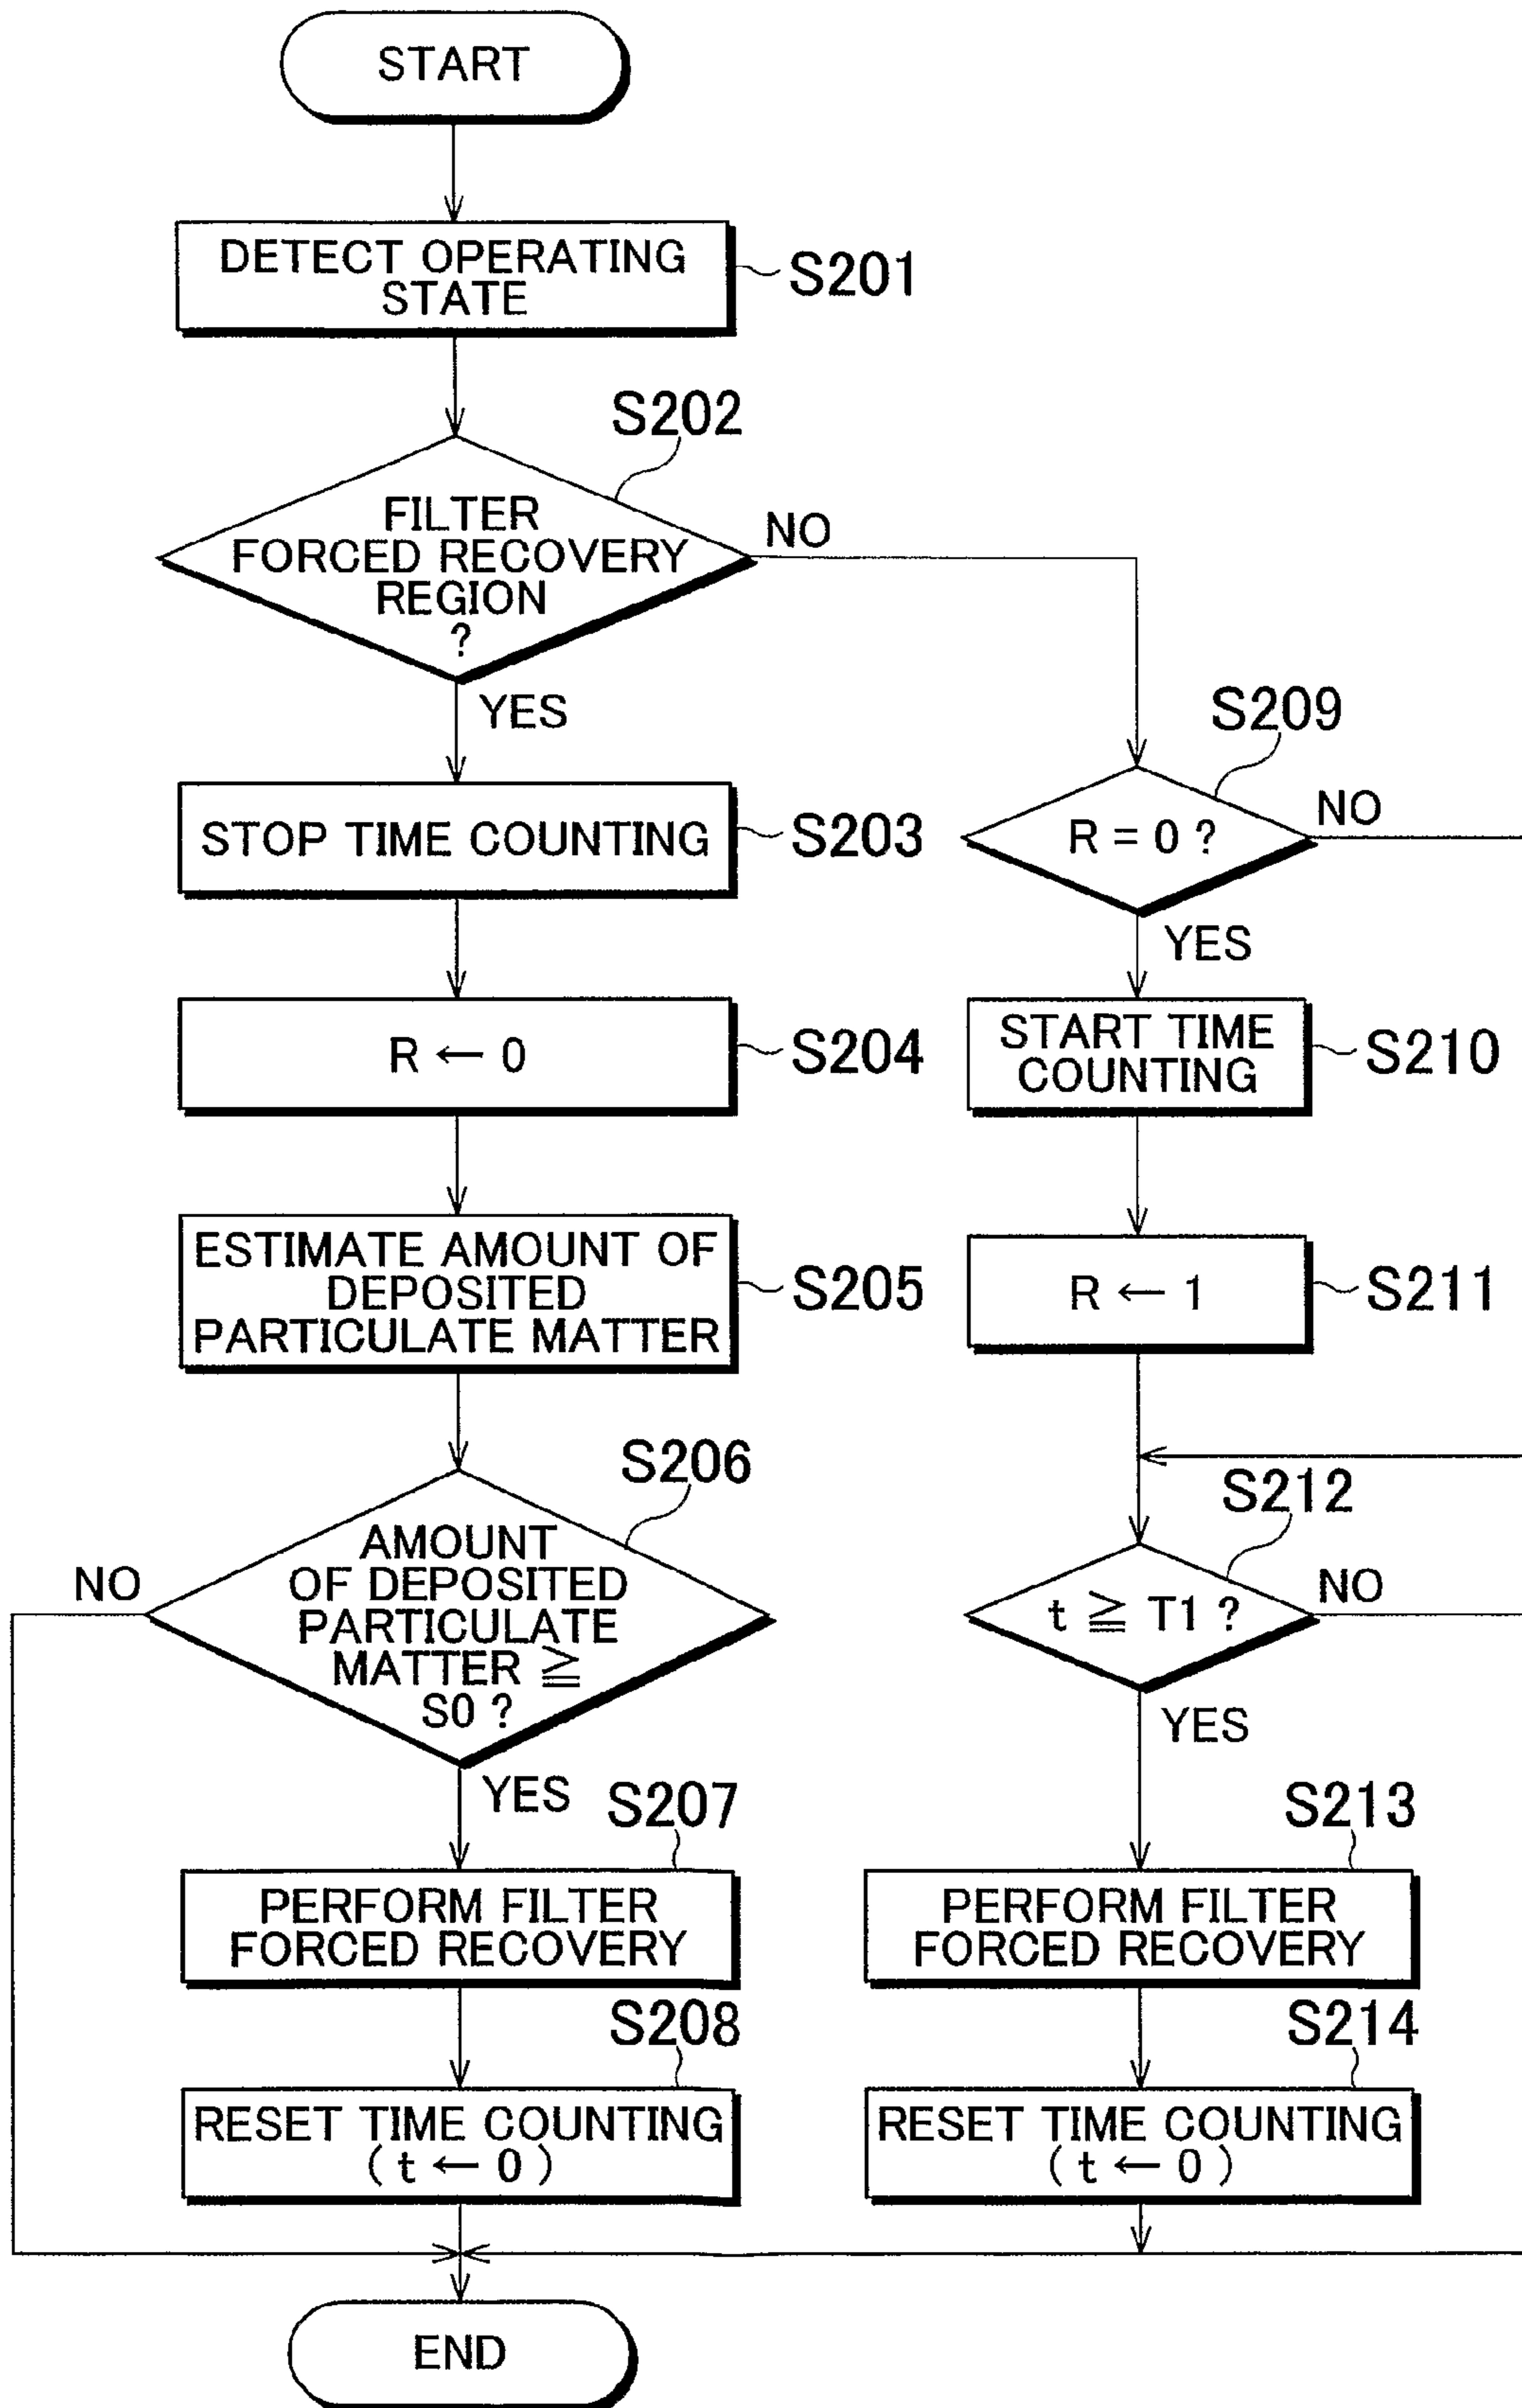 START
DETECT OPERATING
STATE
S201
S202
FILTER
FORCED RECOVERY
REGION
?
NO
YES
STOP TIME COUNTING
S203
R ← 0
S204
ESTIMATE AMOUNT OF
DEPOSITED
PARTICULATE MATTER
S205
S206
AMOUNT
OF DEPOSITED
PARTICULATE
MATTER ≧
S0 ?
NO
YES
S207
PERFORM FILTER
FORCED RECOVERY
S208
RESET TIME COUNTING
( t ← 0 )
S209
R = 0 ?
NO
YES
START TIME
COUNTING
S210
R ← 1
S211
S212
t ≧ T1 ?
NO
YES
S213
PERFORM FILTER
FORCED RECOVERY
S214
RESET TIME COUNTING
( t ← 0 )
END